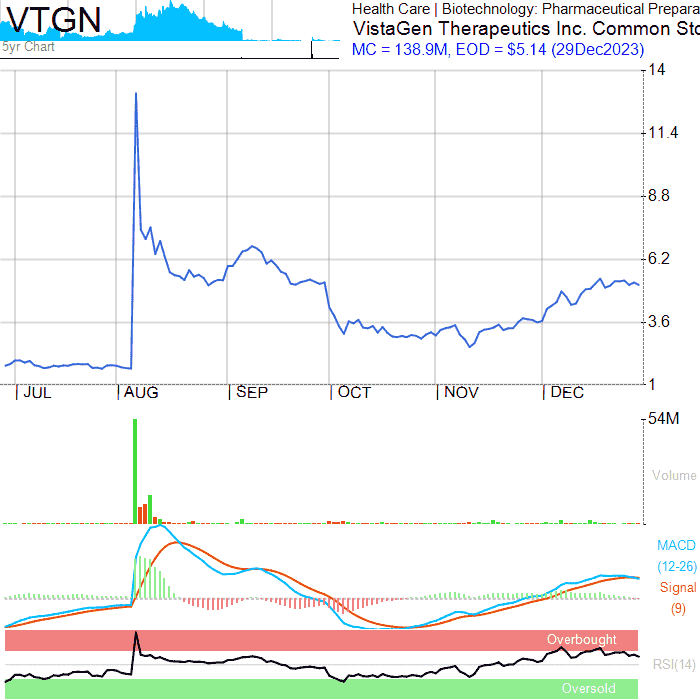 VTGN
5yr Chart
Health Care | Biotechnology: Pharmaceutical Prepara
VistaGen Therapeutics Inc. Common Sto
MC = 138.9M, EOD = $5.14 (29Dec2023)
14
11.4
8.8
6.2
3.6
1
JUL AUG SEP OCT NOV DEC
54M
Volume
MACD
(12-26)
Signal
(9)
Overbought
RSI(14)
Oversold